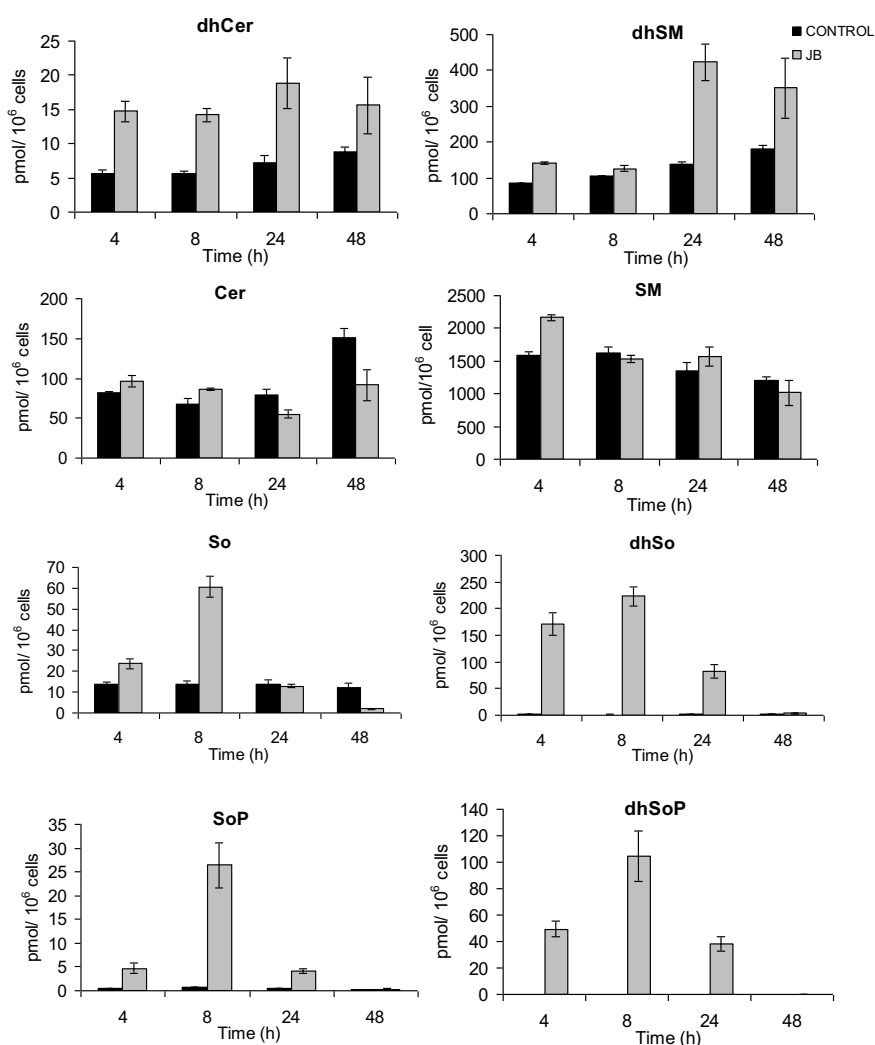 dhCer
pmol/ 10⁶ cells
25
20
15
10
5
0
4 8 24 48
Time (h)
dhSM
CONTROL
JB
pmol/ 10⁶ cells
500
400
300
200
100
0
4 8 24 48
Time (h)
Cer
pmol/ 10⁶ cells
200
150
100
50
0
4 8 24 48
Time (h)
SM
pmol/10⁶ cell
2500
2000
1500
1000
500
0
4 8 24 48
Time (h)
So
pmol/ 10⁶ cells
70
60
50
40
30
20
10
0
4 8 24 48
Time (h)
dhSo
pmol/ 10⁶ cells
300
250
200
150
100
50
0
4 8 24 48
Time (h)
SoP
pmol/ 10⁶ cells
35
30
25
20
15
10
5
0
4 8 24 48
Time (h)
dhSoP
pmol/ 10⁶ cells
140
120
100
80
60
40
20
0
4 8 24 48
Time (h)